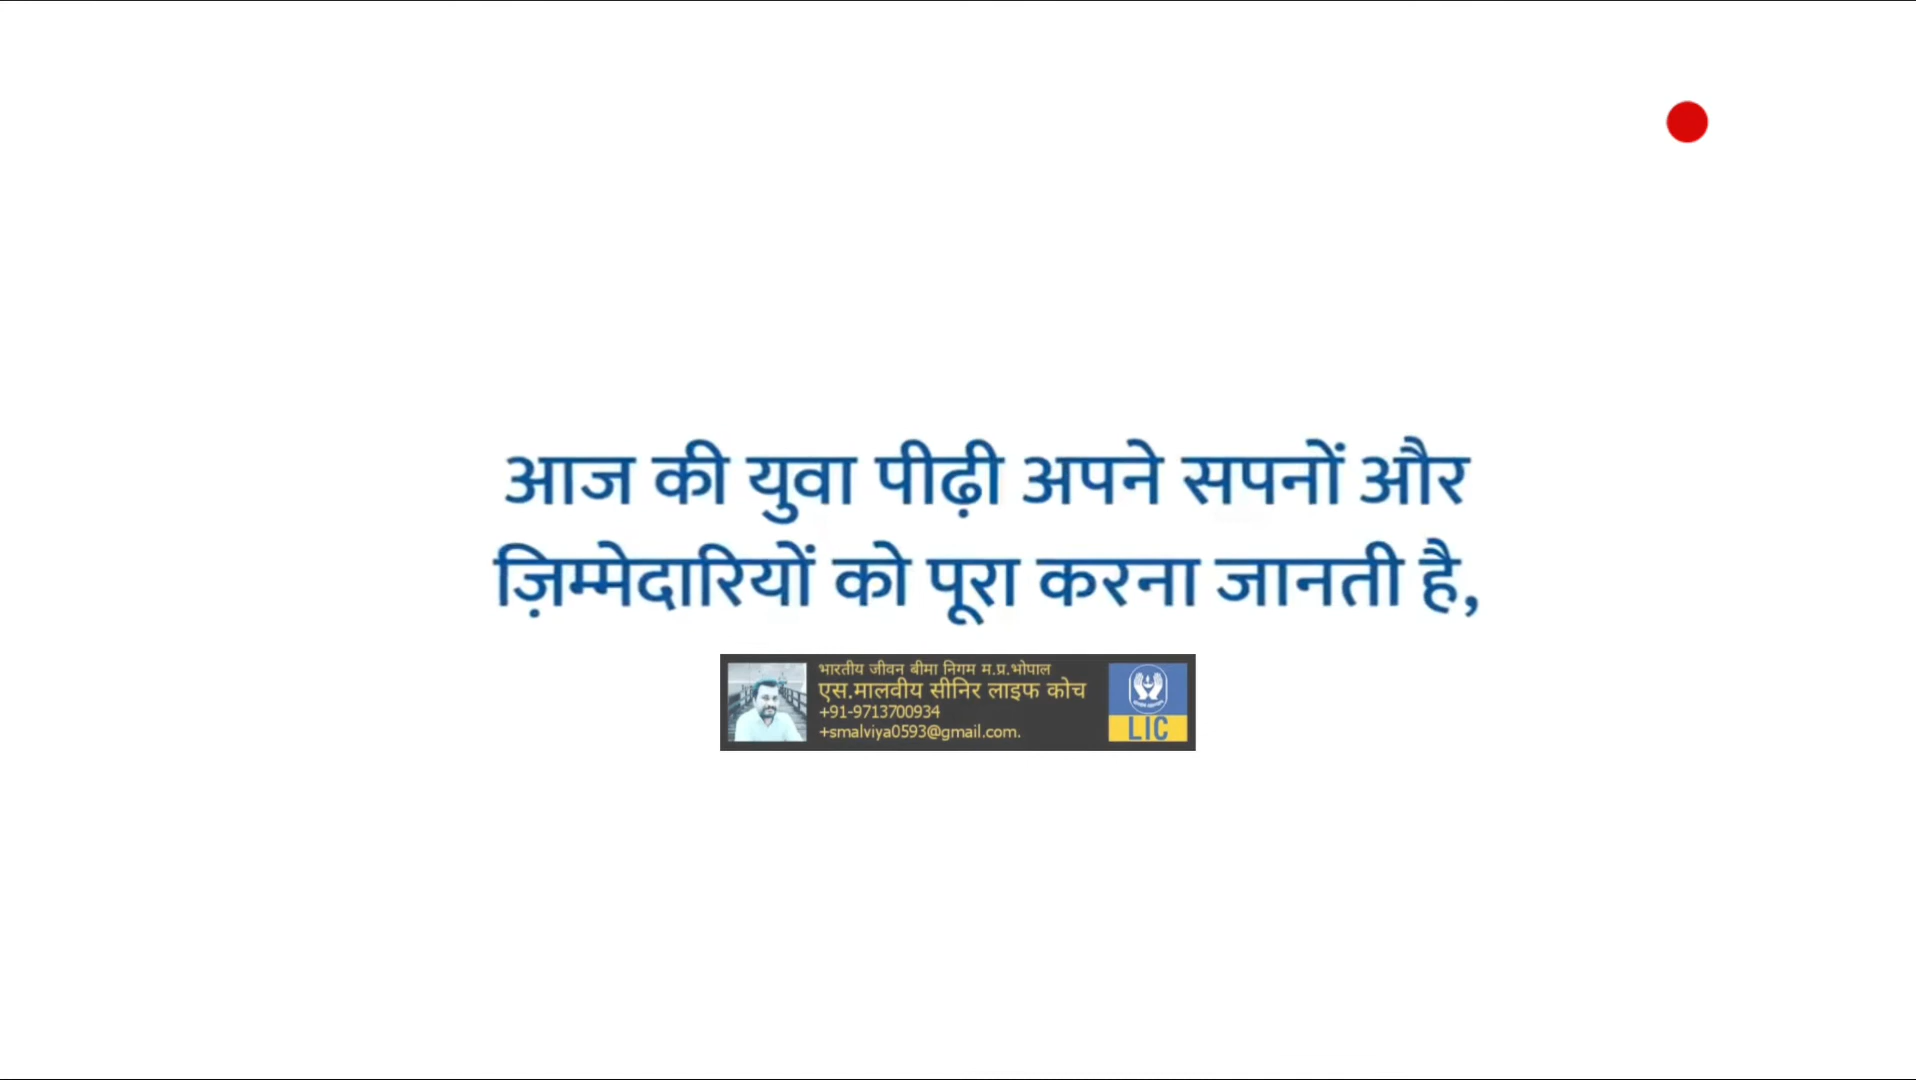 आज की युवा पीढ़ी अपने सपनों और
ज़िम्मेदारियों को पूरा करना जानती है,
भारतीय जीवन बीमा निगम म.प्र.भोपाल
एस.मालवीय सीनिर लाइफ कोच
+91-9713700934
+smalviya0593@gmail.com.
LIC